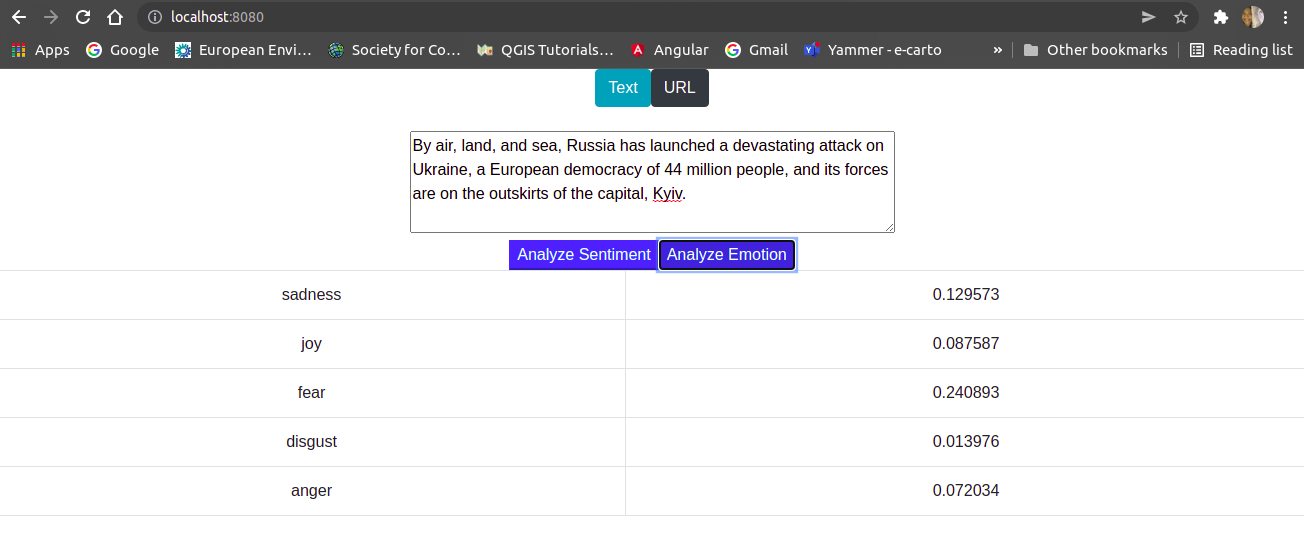 localhost:8080
Apps Google European Envi… Society for Co… QGIS Tutorials… Angular Gmail Yammer - e-carto » Other bookmarks Reading list
Text URL
By air, land, and sea, Russia has launched a devastating attack on
Ukraine, a European democracy of 44 million people, and its forces
are on the outskirts of the capital, Kyiv.
Analyze Sentiment Analyze Emotion
sadness 0.129573
joy 0.087587
fear 0.240893
disgust 0.013976
anger 0.072034